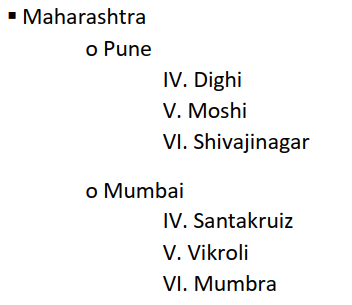 ▪ Maharashtra
o Pune
IV. Dighi
V. Moshi
VI. Shivajinagar
o Mumbai
IV. Santakruiz
V. Vikroli
VI. Mumbra